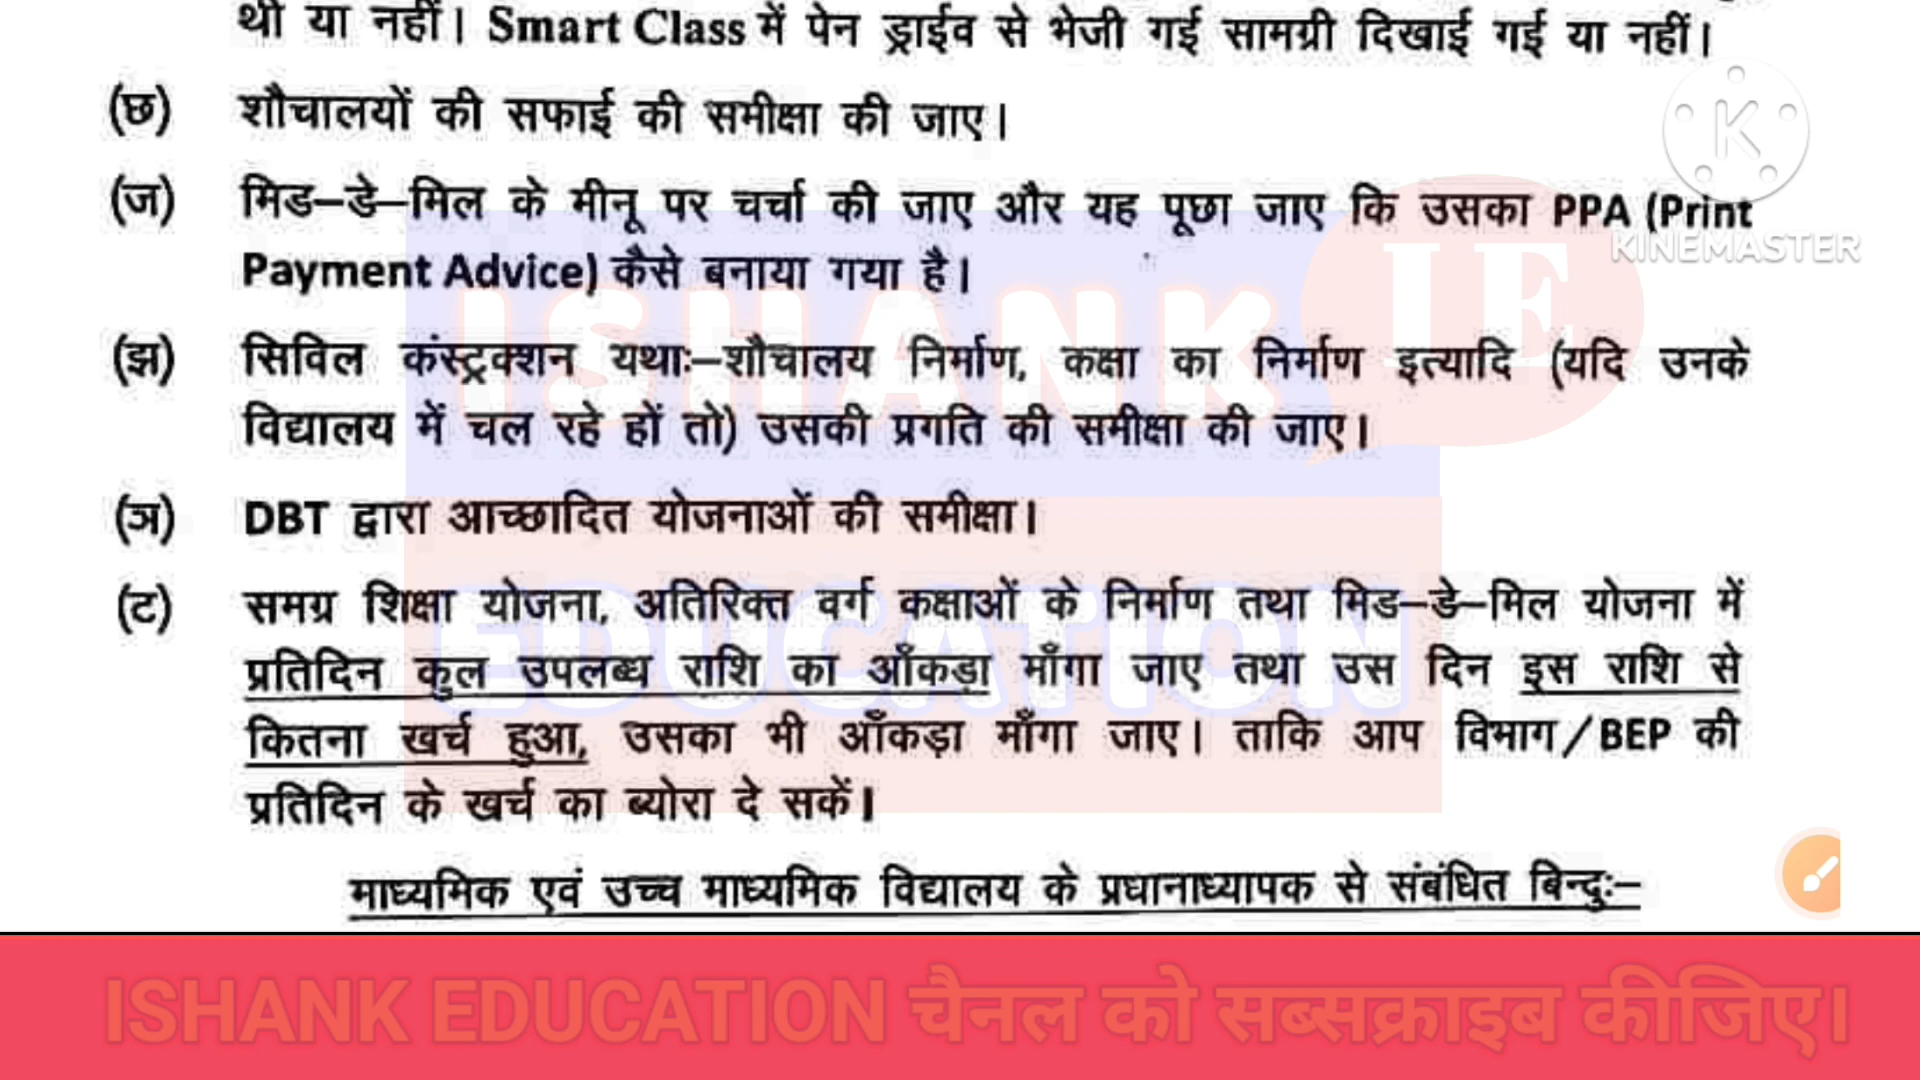 थी या नहीं। Smart Class में पेन ड्राईव से भेजी गई सामग्री दिखाई गई या नहीं।
(छ) शौचालयों की सफाई की समीक्षा की जाए।
(ज) मिड–डे–मिल के मीनू पर चर्चा की जाए और यह पूछा जाए कि उसका PPA (Print
Payment Advice) कैसे बनाया गया है।
(झ) सिविल कंस्ट्रक्शन यथाः–शौचालय निर्माण, कक्षा का निर्माण इत्यादि (यदि उनके
विद्यालय में चल रहे हों तो) उसकी प्रगति की समीक्षा की जाए।
(ञ) DBT द्वारा आच्छादित योजनाओं की समीक्षा।
(ट) समग्र शिक्षा योजना, अतिरिक्त वर्ग कक्षाओं के निर्माण तथा मिड–डे–मिल योजना में
प्रतिदिन कुल उपलब्ध राशि का आँकड़ा माँगा जाए तथा उस दिन इस राशि से
कितना खर्च हुआ, उसका भी आँकड़ा माँगा जाए। ताकि आप विभाग/BEP की
प्रतिदिन के खर्च का ब्योरा दे सकें।
माध्यमिक एवं उच्च माध्यमिक विद्यालय के प्रधानाध्यापक से संबंधित बिन्दुः–
K
KINEMASTER
IE
ISHANK
EDUCATION
ISHANK EDUCATION चैनल को सब्सक्राइब कीजिए।